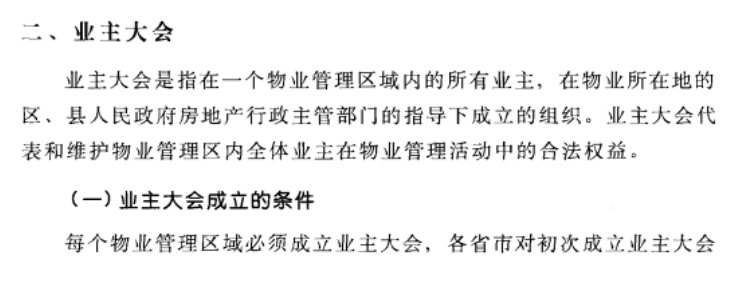 二、业主大会
业主大会是指在一个物业管理区域内的所有业主，在物业所在地的
区、县人民政府房地产行政主管部门的指导下成立的组织。业主大会代
表和维护物业管理区内全体业主在物业管理活动中的合法权益。
（一）业主大会成立的条件
每个物业管理区域必须成立业主大会，各省市对初次成立业主大会